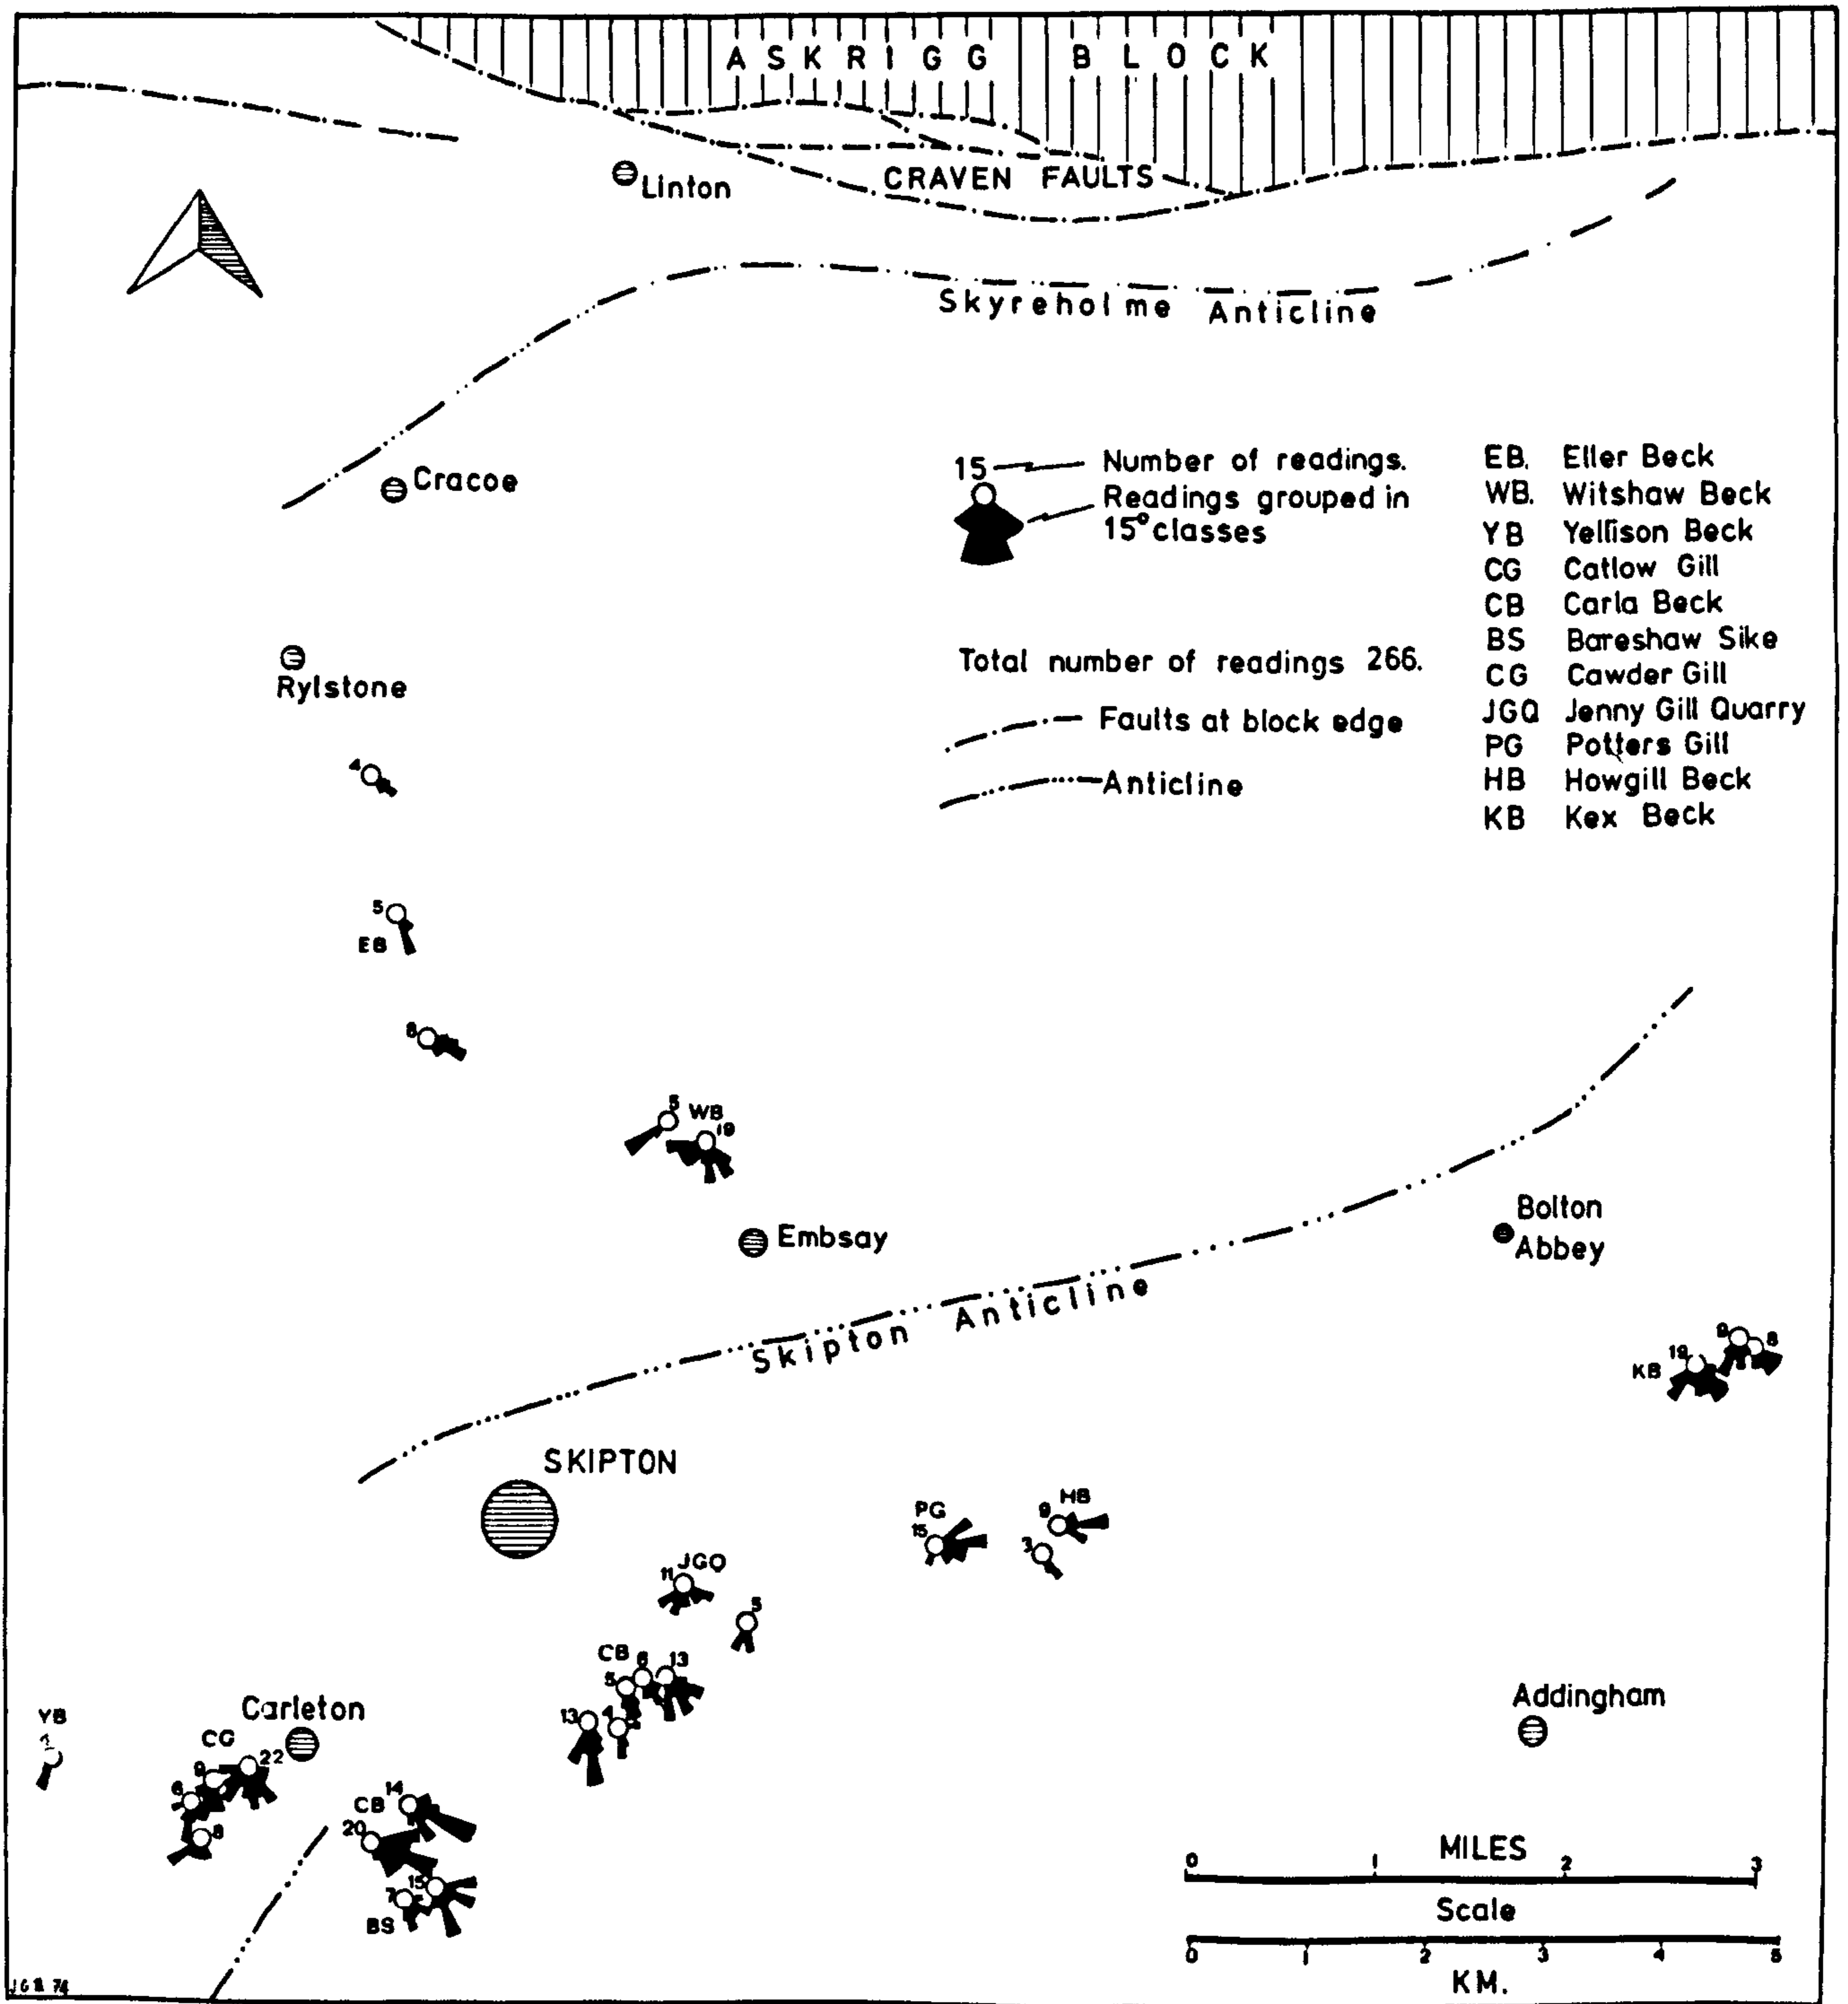 ASKRIGG BLOCK
CRAVEN FAULTS
Linton
Skyreholme Anticline
Cracoe
15
Number of readings.
Readings grouped in
15° classes
EB. Eller Beck
WB. Witshaw Beck
YB Yellison Beck
CG Catlow Gill
CB Carla Beck
BS Bareshaw Sike
CG Cawder Gill
JGQ Jenny Gill Quarry
PG Potters Gill
HB Howgill Beck
KB Kex Beck
Total number of readings 266.
Faults at block edge
Anticline
Rylstone
4
5
EB
8
5
WB
19
Embsay
Bolton
Abbey
Skipton Anticline
9
8
19
KB
SKIPTON
PG
15
HB
9
3
JGQ
11
5
CB
6
13
5
13
4
Addingham
YB
Carleton
CG
22
9
6
8
14
CB
20
15
7
BS
MILES
0 1 2 3
Scale
0 1 2 3 4 5
KM.